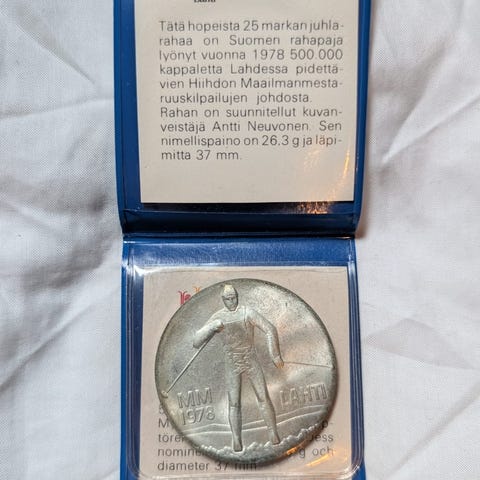 Tätä hopeista 25 markan juhla-
rahaa on Suomen rahapaja
lyönyt vuonna 1978 500.000
kappaletta Lahdessa pidettä-
vien Hiihdon Maailmanmesta-
ruuskilpailujen johdosta.
Rahan on suunnitellut kuvan-
veistäjä Antti Neuvonen. Sen
nimellispaino on 26.3 g ja läpi-
mitta 37 mm.
MM
1978
LAHTI
nomine
diameter 37 mm.